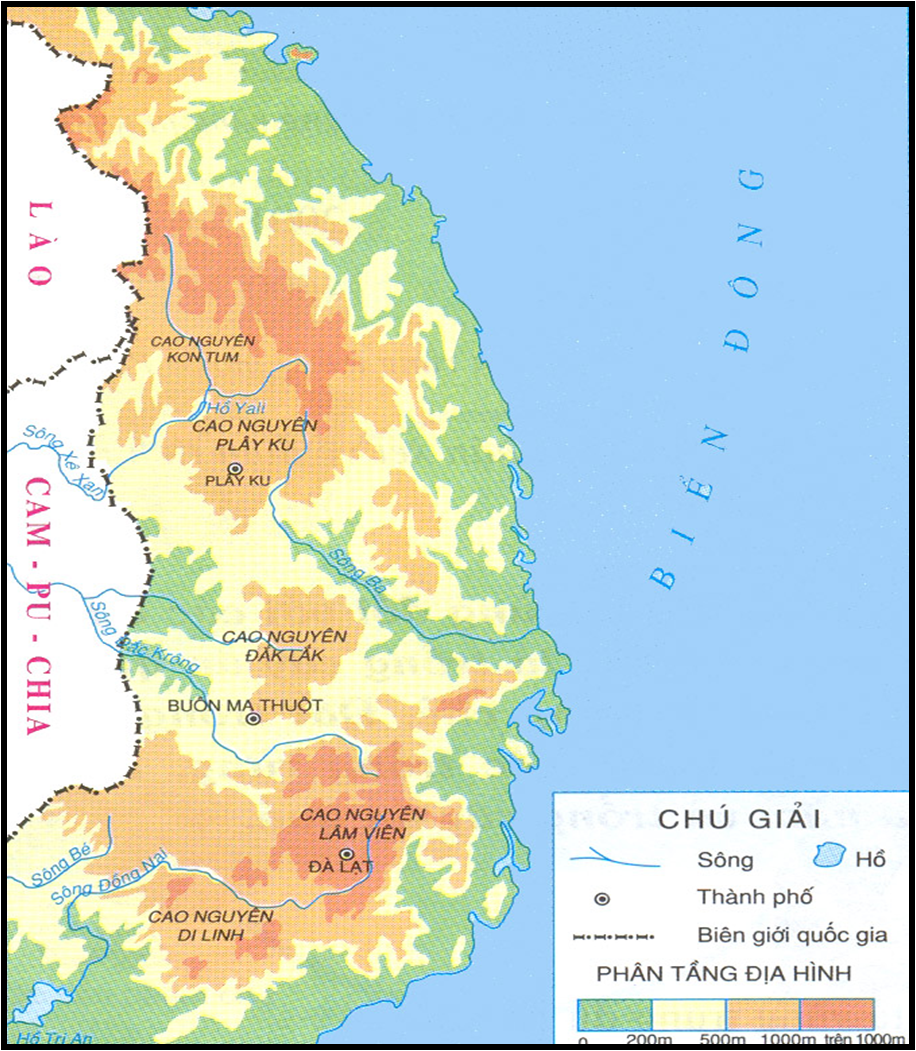 LÀO
CAO NGUYÊN
KON TUM
Hồ Yali
CAO NGUYÊN
PLÂY KU
PLÂY KU
Sông Xê Xan
CAM - PU - CHIA
Sông Ba
Sông Đắc Krông
CAO NGUYÊN
ĐẮK LẮK
BUÔN MA THUỘT
CAO NGUYÊN
LÂM VIÊN
ĐÀ LẠT
Sông Bé
Sông Đồng Nai
CAO NGUYÊN
DI LINH
Hồ Trị An
BIỂN ĐÔNG
CHÚ GIẢI
Sông
Hồ
Thành phố
Biên giới quốc gia
PHÂN TẦNG ĐỊA HÌNH
0 200m 500m 1000m trên 1000m